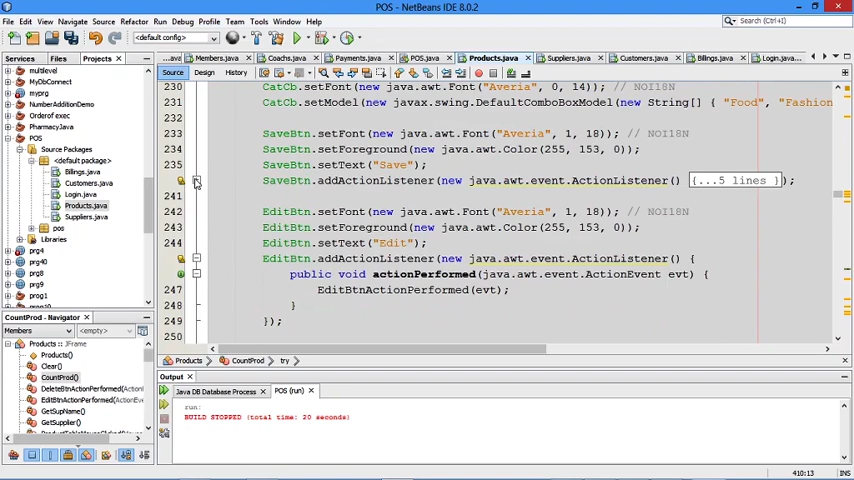 POS - NetBeans IDE 8.0.2
File Edit View Navigate Source Refactor Run Debug Profile Team Tools Window Help
Search (Ctrl+I)
<default config>
Services Files Projects
...ava Members.java Coachs.java Payments.java POS.java Products.java Suppliers.java Customers.java Billings.java Login.java
Source Design History
multilevel
MyDbConnect
myprg
NumberAdditionDemo
Orderof exec
PharmacyJava
POS
Source Packages
<default package>
Billings.java
Customers.java
Login.java
Products.java
Suppliers.java
pos
Libraries
prg4
prg40
prg8
prg9
prog1
230 CatCb.setFont(new java.awt.Font("Averia", 0, 14)); // NOI18N
231 CatCb.setModel(new javax.swing.DefaultComboBoxModel(new String[] { "Food", "Fashion
232
233 SaveBtn.setFont(new java.awt.Font("Averia", 1, 18)); // NOI18N
234 SaveBtn.setForeground(new java.awt.Color(255, 153, 0));
235 SaveBtn.setText("Save");
SaveBtn.addActionListener(new java.awt.event.ActionListener() {...5 lines });
241
242 EditBtn.setFont(new java.awt.Font("Averia", 1, 18)); // NOI18N
243 EditBtn.setForeground(new java.awt.Color(255, 153, 0));
244 EditBtn.setText("Edit");
EditBtn.addActionListener(new java.awt.event.ActionListener() {
public void actionPerformed(java.awt.event.ActionEvent evt) {
247 EditBtnActionPerformed(evt);
248 }
249 });
250
CountProd - Navigator
Members <empty>
Products :: JFrame
Products()
Clear()
CountProd()
DeleteBtnActionPerformed(Action
EditBtnActionPerformed(ActionE
GetSupName()
GetSupplier()
Products CountProd try
Output
Java DB Database Process POS (run)
run:
BUILD STOPPED (total time: 20 seconds)
410:13 INS